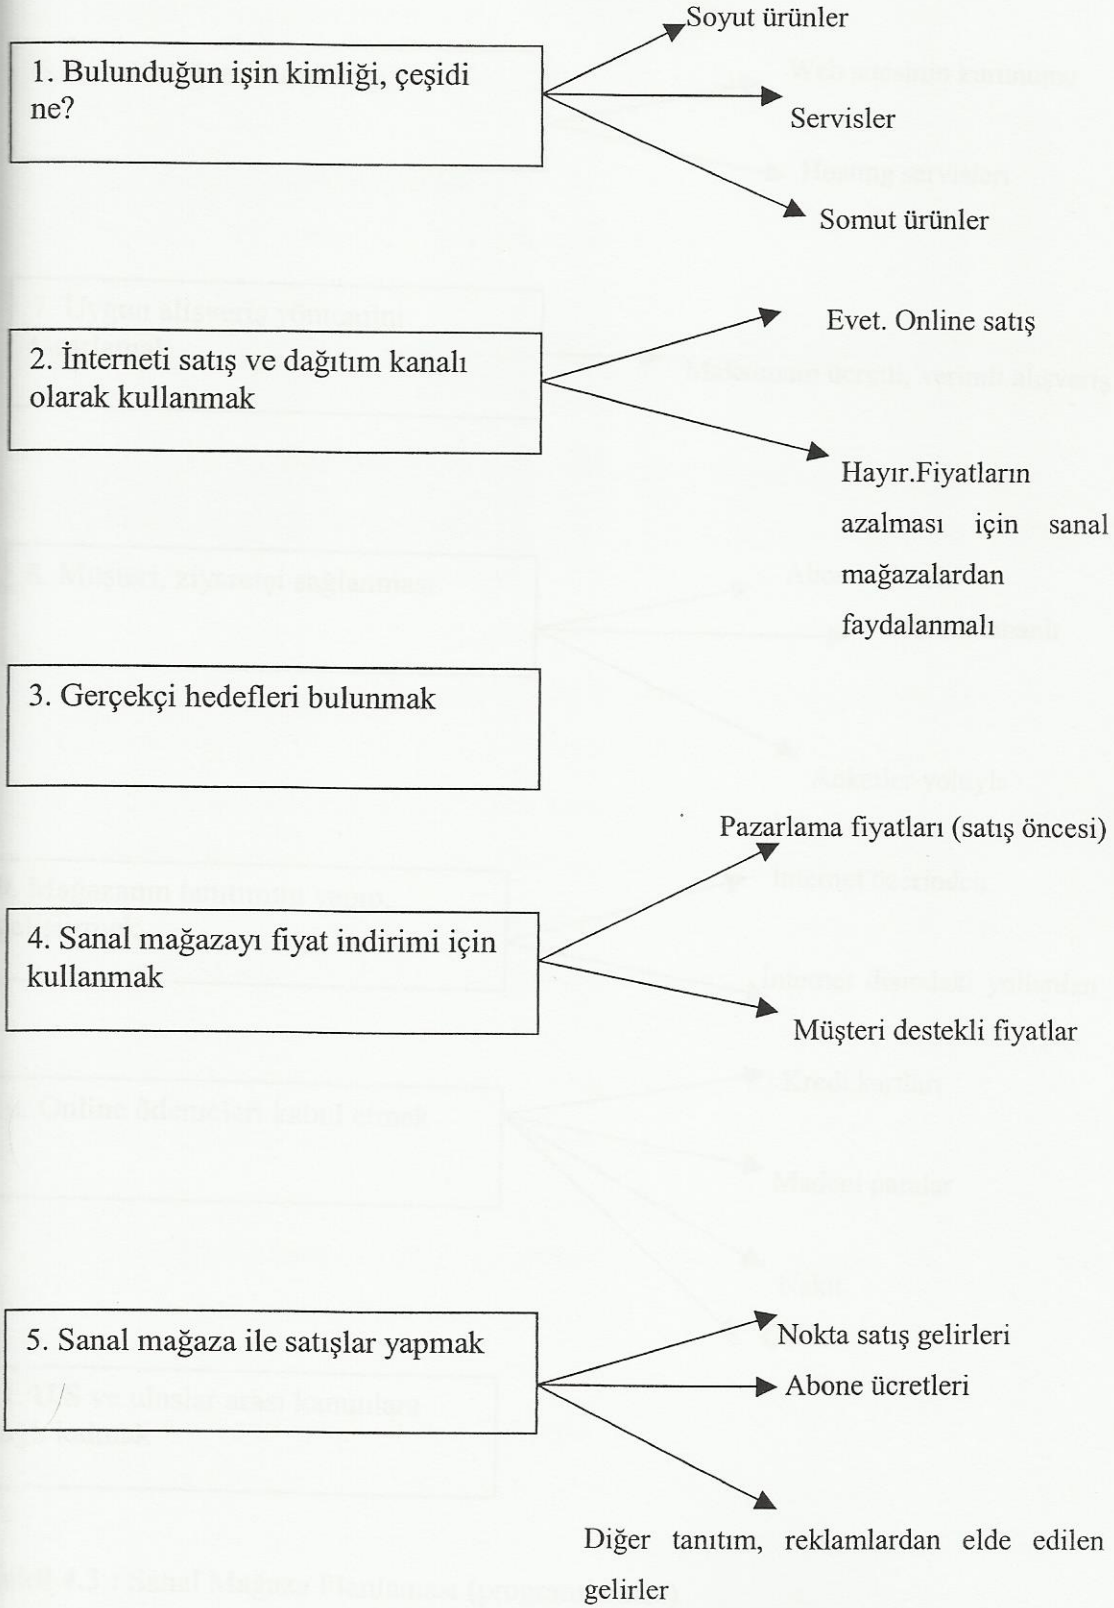 Soyut ürünler
1. Bulunduğun işin kimliği, çeşidi
ne?
Servisler
Somut ürünler
Evet. Online satış
2. İnterneti satış ve dağıtım kanalı
olarak kullanmak
Hayır.Fiyatların
azalması için sanal
mağazalardan
faydalanmalı
3. Gerçekçi hedefleri bulunmak
Pazarlama fiyatları (satış öncesi)
4. Sanal mağazayı fiyat indirimi için
kullanmak
Müşteri destekli fiyatlar
5. Sanal mağaza ile satışlar yapmak
Nokta satış gelirleri
Abone ücretleri
Diğer tanıtım, reklamlardan elde edilen
gelirler